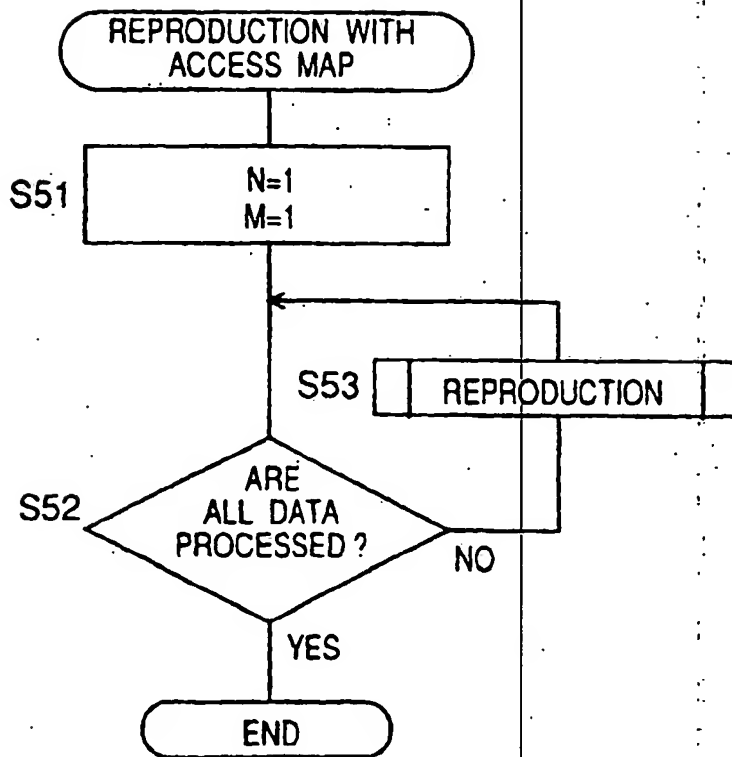 REPRODUCTION WITH
ACCESS MAP
S51
N=1
M=1
S53
REPRODUCTION
S52
ARE
ALL DATA
PROCESSED?
NO
YES
END